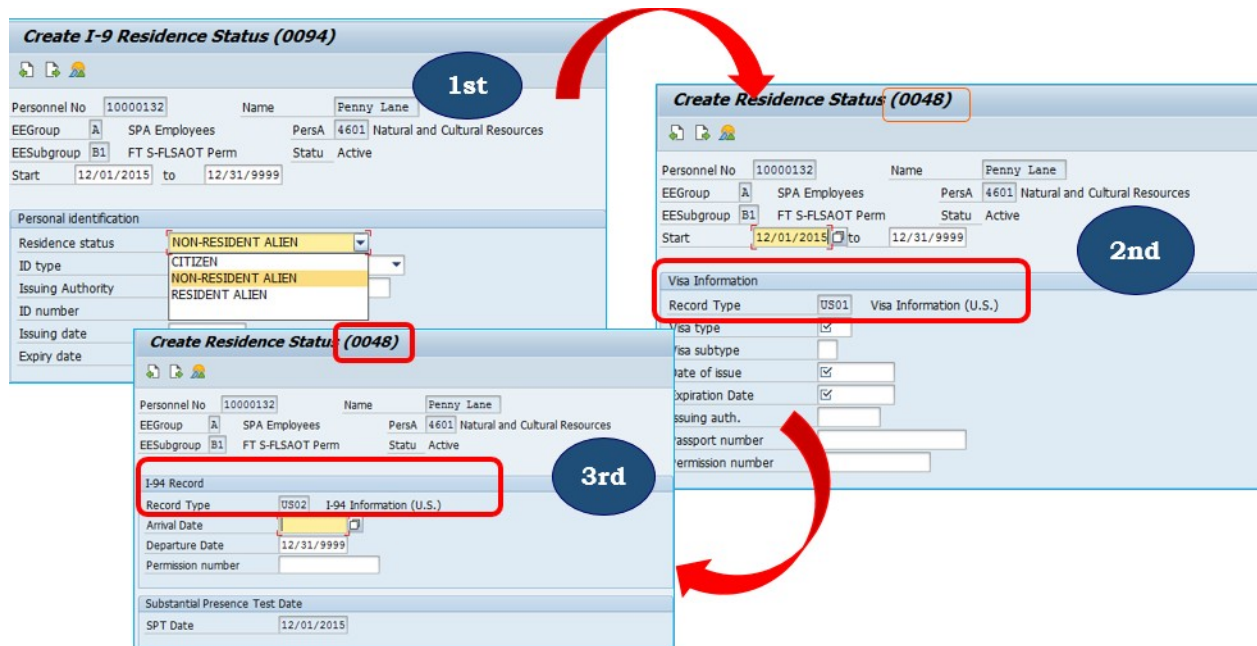 Create I-9 Residence Status (0094)
1st
Personnel No 10000132 Name Penny Lane
EEGroup A SPA Employees PersA 4601 Natural and Cultural Resources
EESubgroup B1 FT S-FLSAOT Perm Statu Active
Start 12/01/2015 to 12/31/9999
Personal identification
Residence status NON-RESIDENT ALIEN
CITIZEN
NON-RESIDENT ALIEN
RESIDENT ALIEN
ID type
Issuing Authority
ID number
Issuing date
Expiry date
Create Residence Status (0048)
Personnel No 10000132 Name Penny Lane
EEGroup A SPA Employees PersA 4601 Natural and Cultural Resources
EESubgroup B1 FT S-FLSAOT Perm Statu Active
Start 12/01/2015 to 12/31/9999
2nd
Visa Information
Record Type US01 Visa Information (U.S.)
Visa type
Visa subtype
Date of issue
Expiration Date
Issuing auth.
Passport number
Permission number
Create Residence Status (0048)
Personnel No 10000132 Name Penny Lane
EEGroup A SPA Employees PersA 4601 Natural and Cultural Resources
EESubgroup B1 FT S-FLSAOT Perm Statu Active
3rd
I-94 Record
Record Type US02 I-94 Information (U.S.)
Arrival Date
Departure Date 12/31/9999
Permission number
Substantial Presence Test Date
SPT Date 12/01/2015